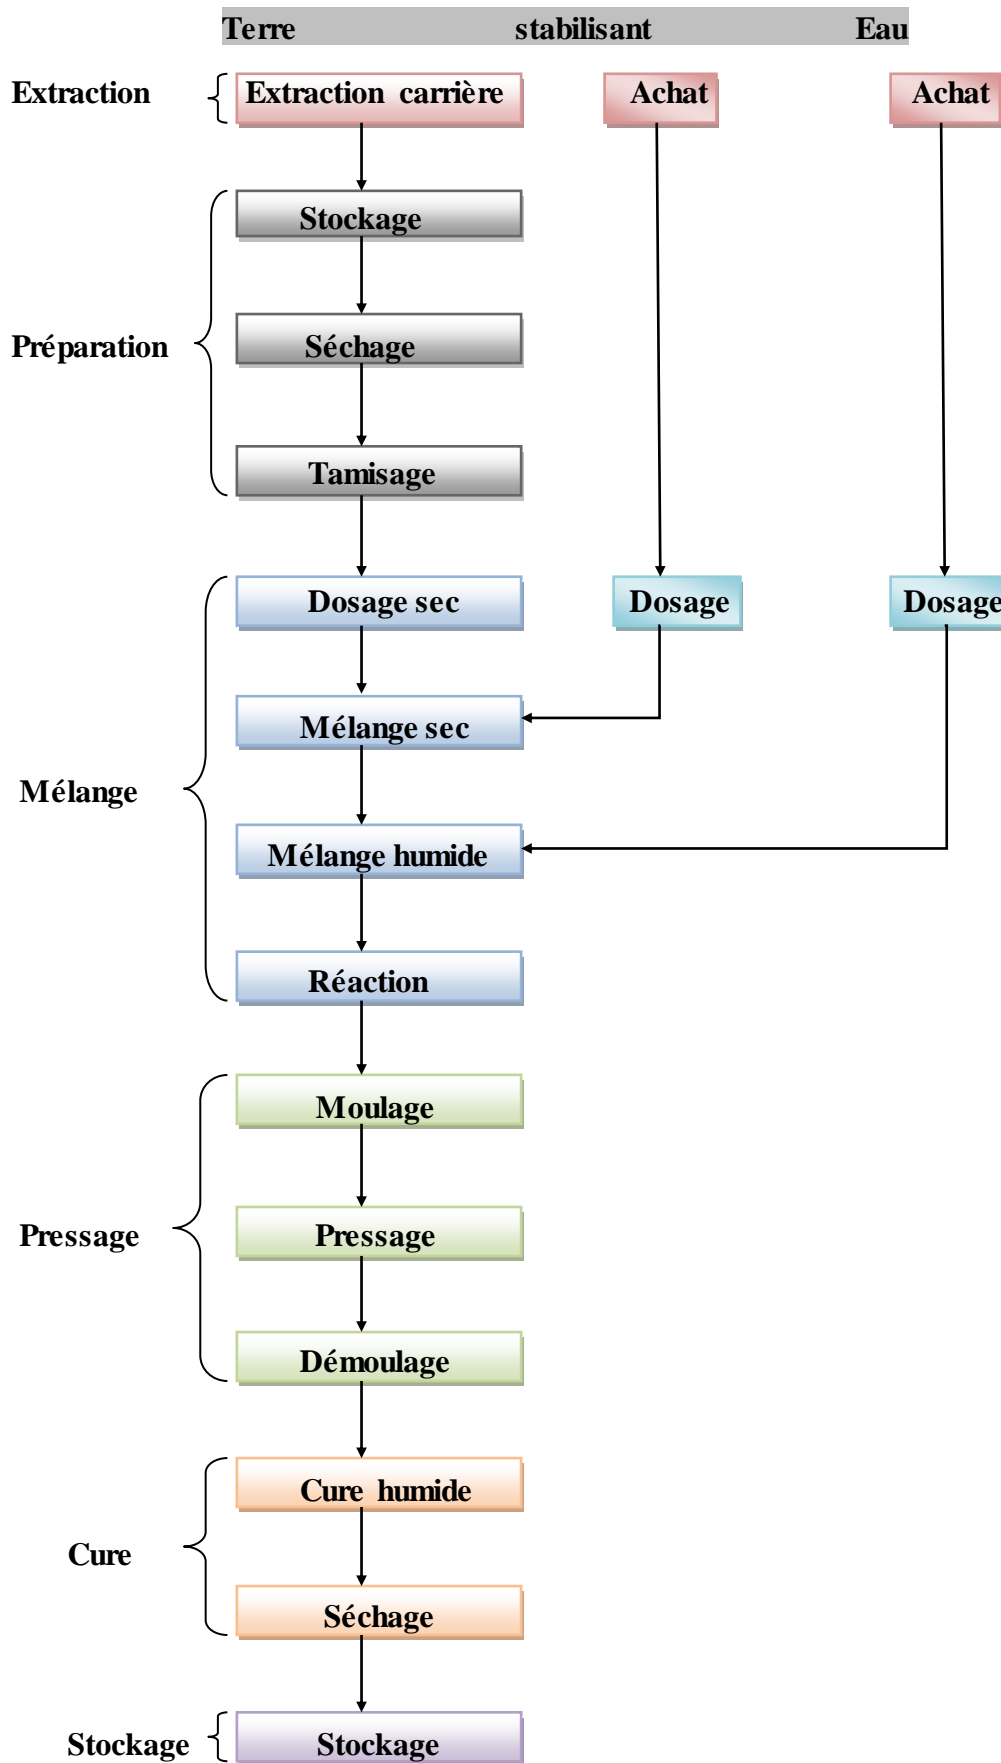 Terre stabilisant Eau
Extraction Extraction carrière Achat Achat
Stockage
Préparation Séchage
Tamisage
Dosage sec Dosage Dosage
Mélange sec
Mélange
Mélange humide
Réaction
Moulage
Pressage Pressage
Démoulage
Cure humide
Cure
Séchage
Stockage Stockage